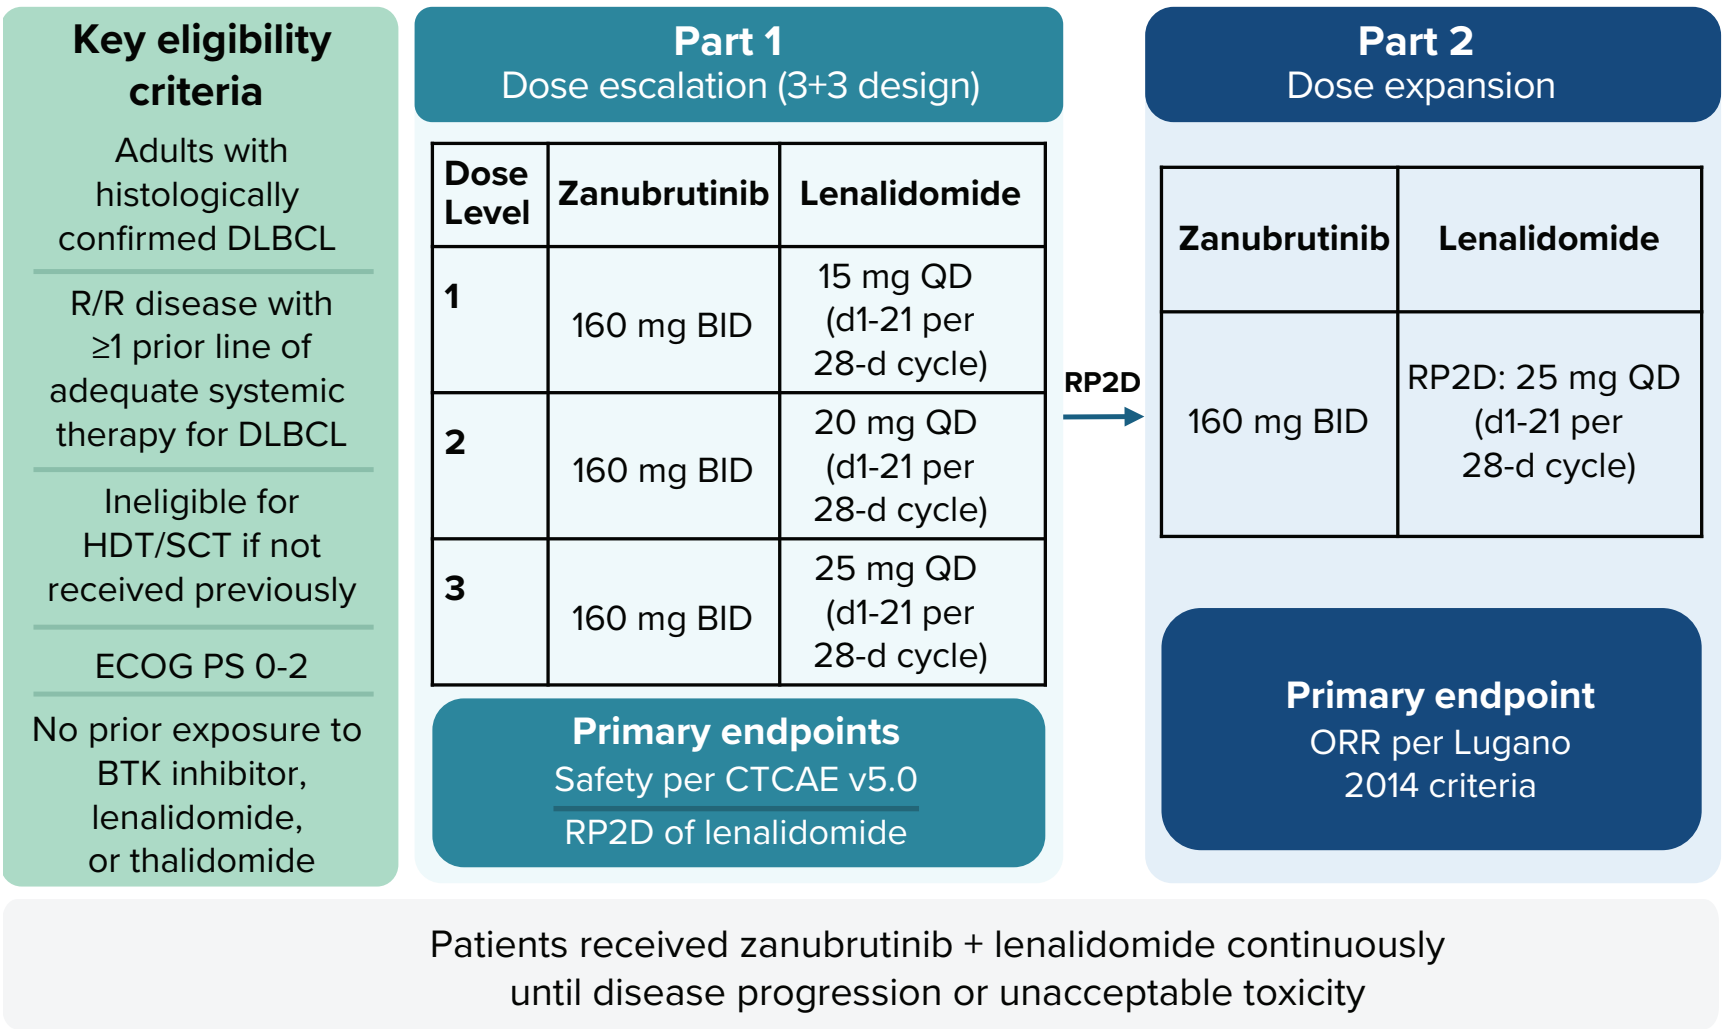 Key eligibility
criteria
Adults with
histologically
confirmed DLBCL
R/R disease with
≥1 prior line of
adequate systemic
therapy for DLBCL
Ineligible for
HDT/SCT if not
received previously
ECOG PS 0-2
No prior exposure to
BTK inhibitor,
lenalidomide,
or thalidomide
Part 1
Dose escalation (3+3 design)
Dose
Level
Zanubrutinib
Lenalidomide
1
160 mg BID
15 mg QD
(d1-21 per
28-d cycle)
2
160 mg BID
20 mg QD
(d1-21 per
28-d cycle)
3
160 mg BID
25 mg QD
(d1-21 per
28-d cycle)
Primary endpoints
Safety per CTCAE v5.0
RP2D of lenalidomide
RP2D
Part 2
Dose expansion
Zanubrutinib
Lenalidomide
160 mg BID
RP2D: 25 mg QD
(d1-21 per
28-d cycle)
Primary endpoint
ORR per Lugano
2014 criteria
Patients received zanubrutinib + lenalidomide continuously
until disease progression or unacceptable toxicity